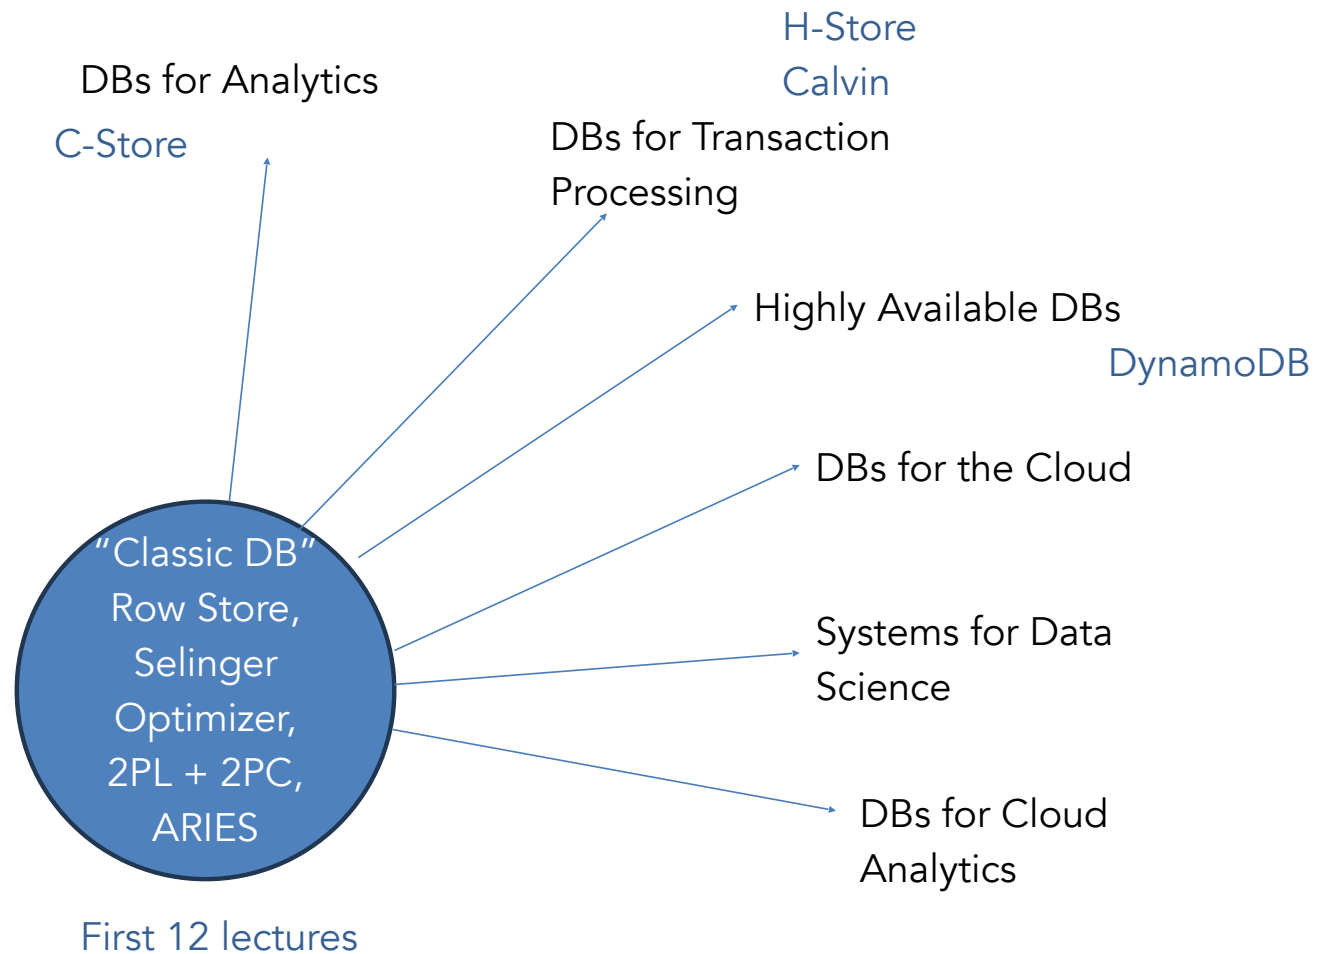 H-Store
Calvin
DBs for Analytics
C-Store
DBs for Transaction
Processing
Highly Available DBs
DynamoDB
DBs for the Cloud
“Classic DB”
Row Store,
Selinger
Optimizer,
2PL + 2PC,
ARIES
Systems for Data
Science
DBs for Cloud
Analytics
First 12 lectures